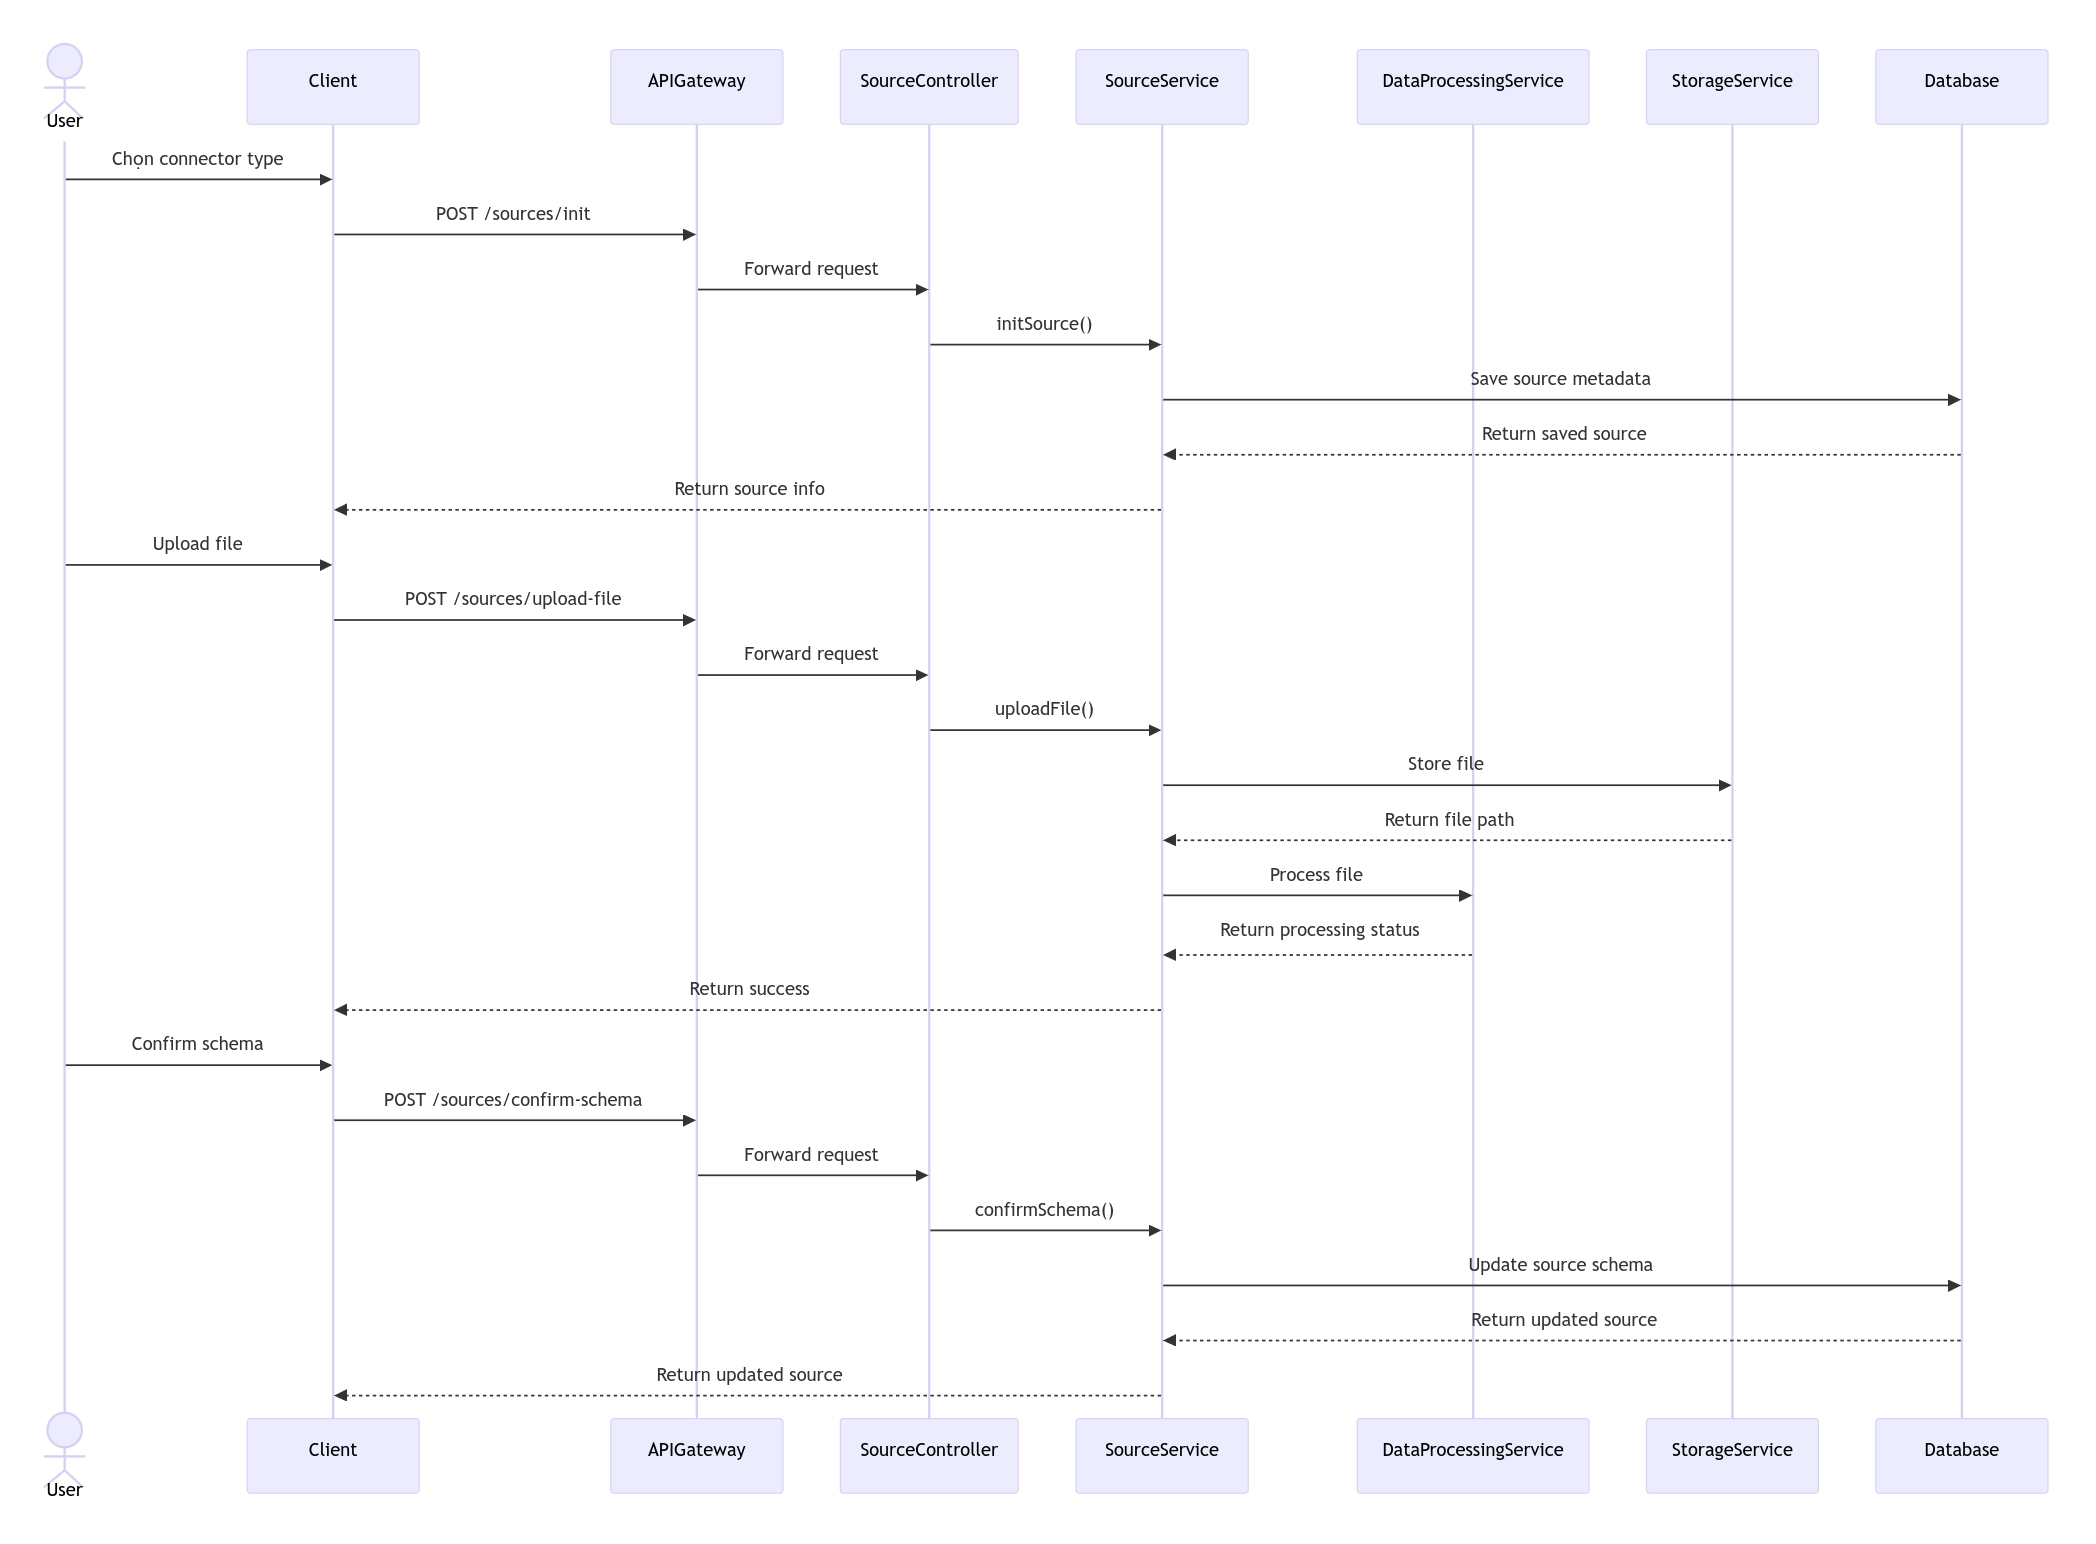 User
Client
APIGateway
SourceController
SourceService
DataProcessingService
StorageService
Database
Chọn connector type
POST /sources/init
Forward request
initSource()
Save source metadata
Return saved source
Return source info
Upload file
POST /sources/upload-file
Forward request
uploadFile()
Store file
Return file path
Process file
Return processing status
Return success
Confirm schema
POST /sources/confirm-schema
Forward request
confirmSchema()
Update source schema
Return updated source
Return updated source
User
Client
APIGateway
SourceController
SourceService
DataProcessingService
StorageService
Database